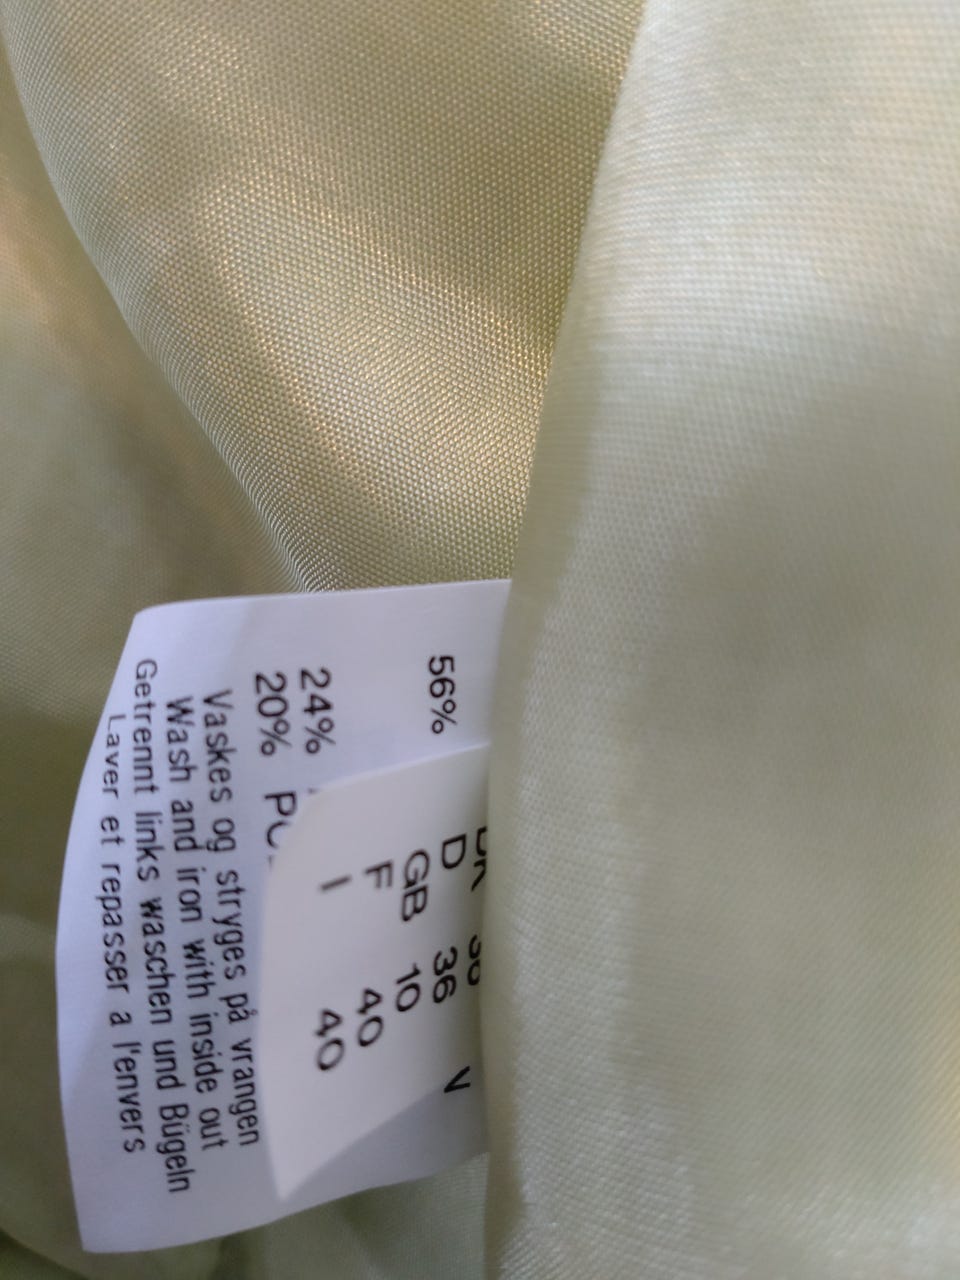 56%
24%
20%
Vaskes og stryges på vrangen
Wash and iron with inside out
Getrennt links waschen und Bügeln
Laver et repasser a l'envers
D 36
GB 10
F 40
I 40